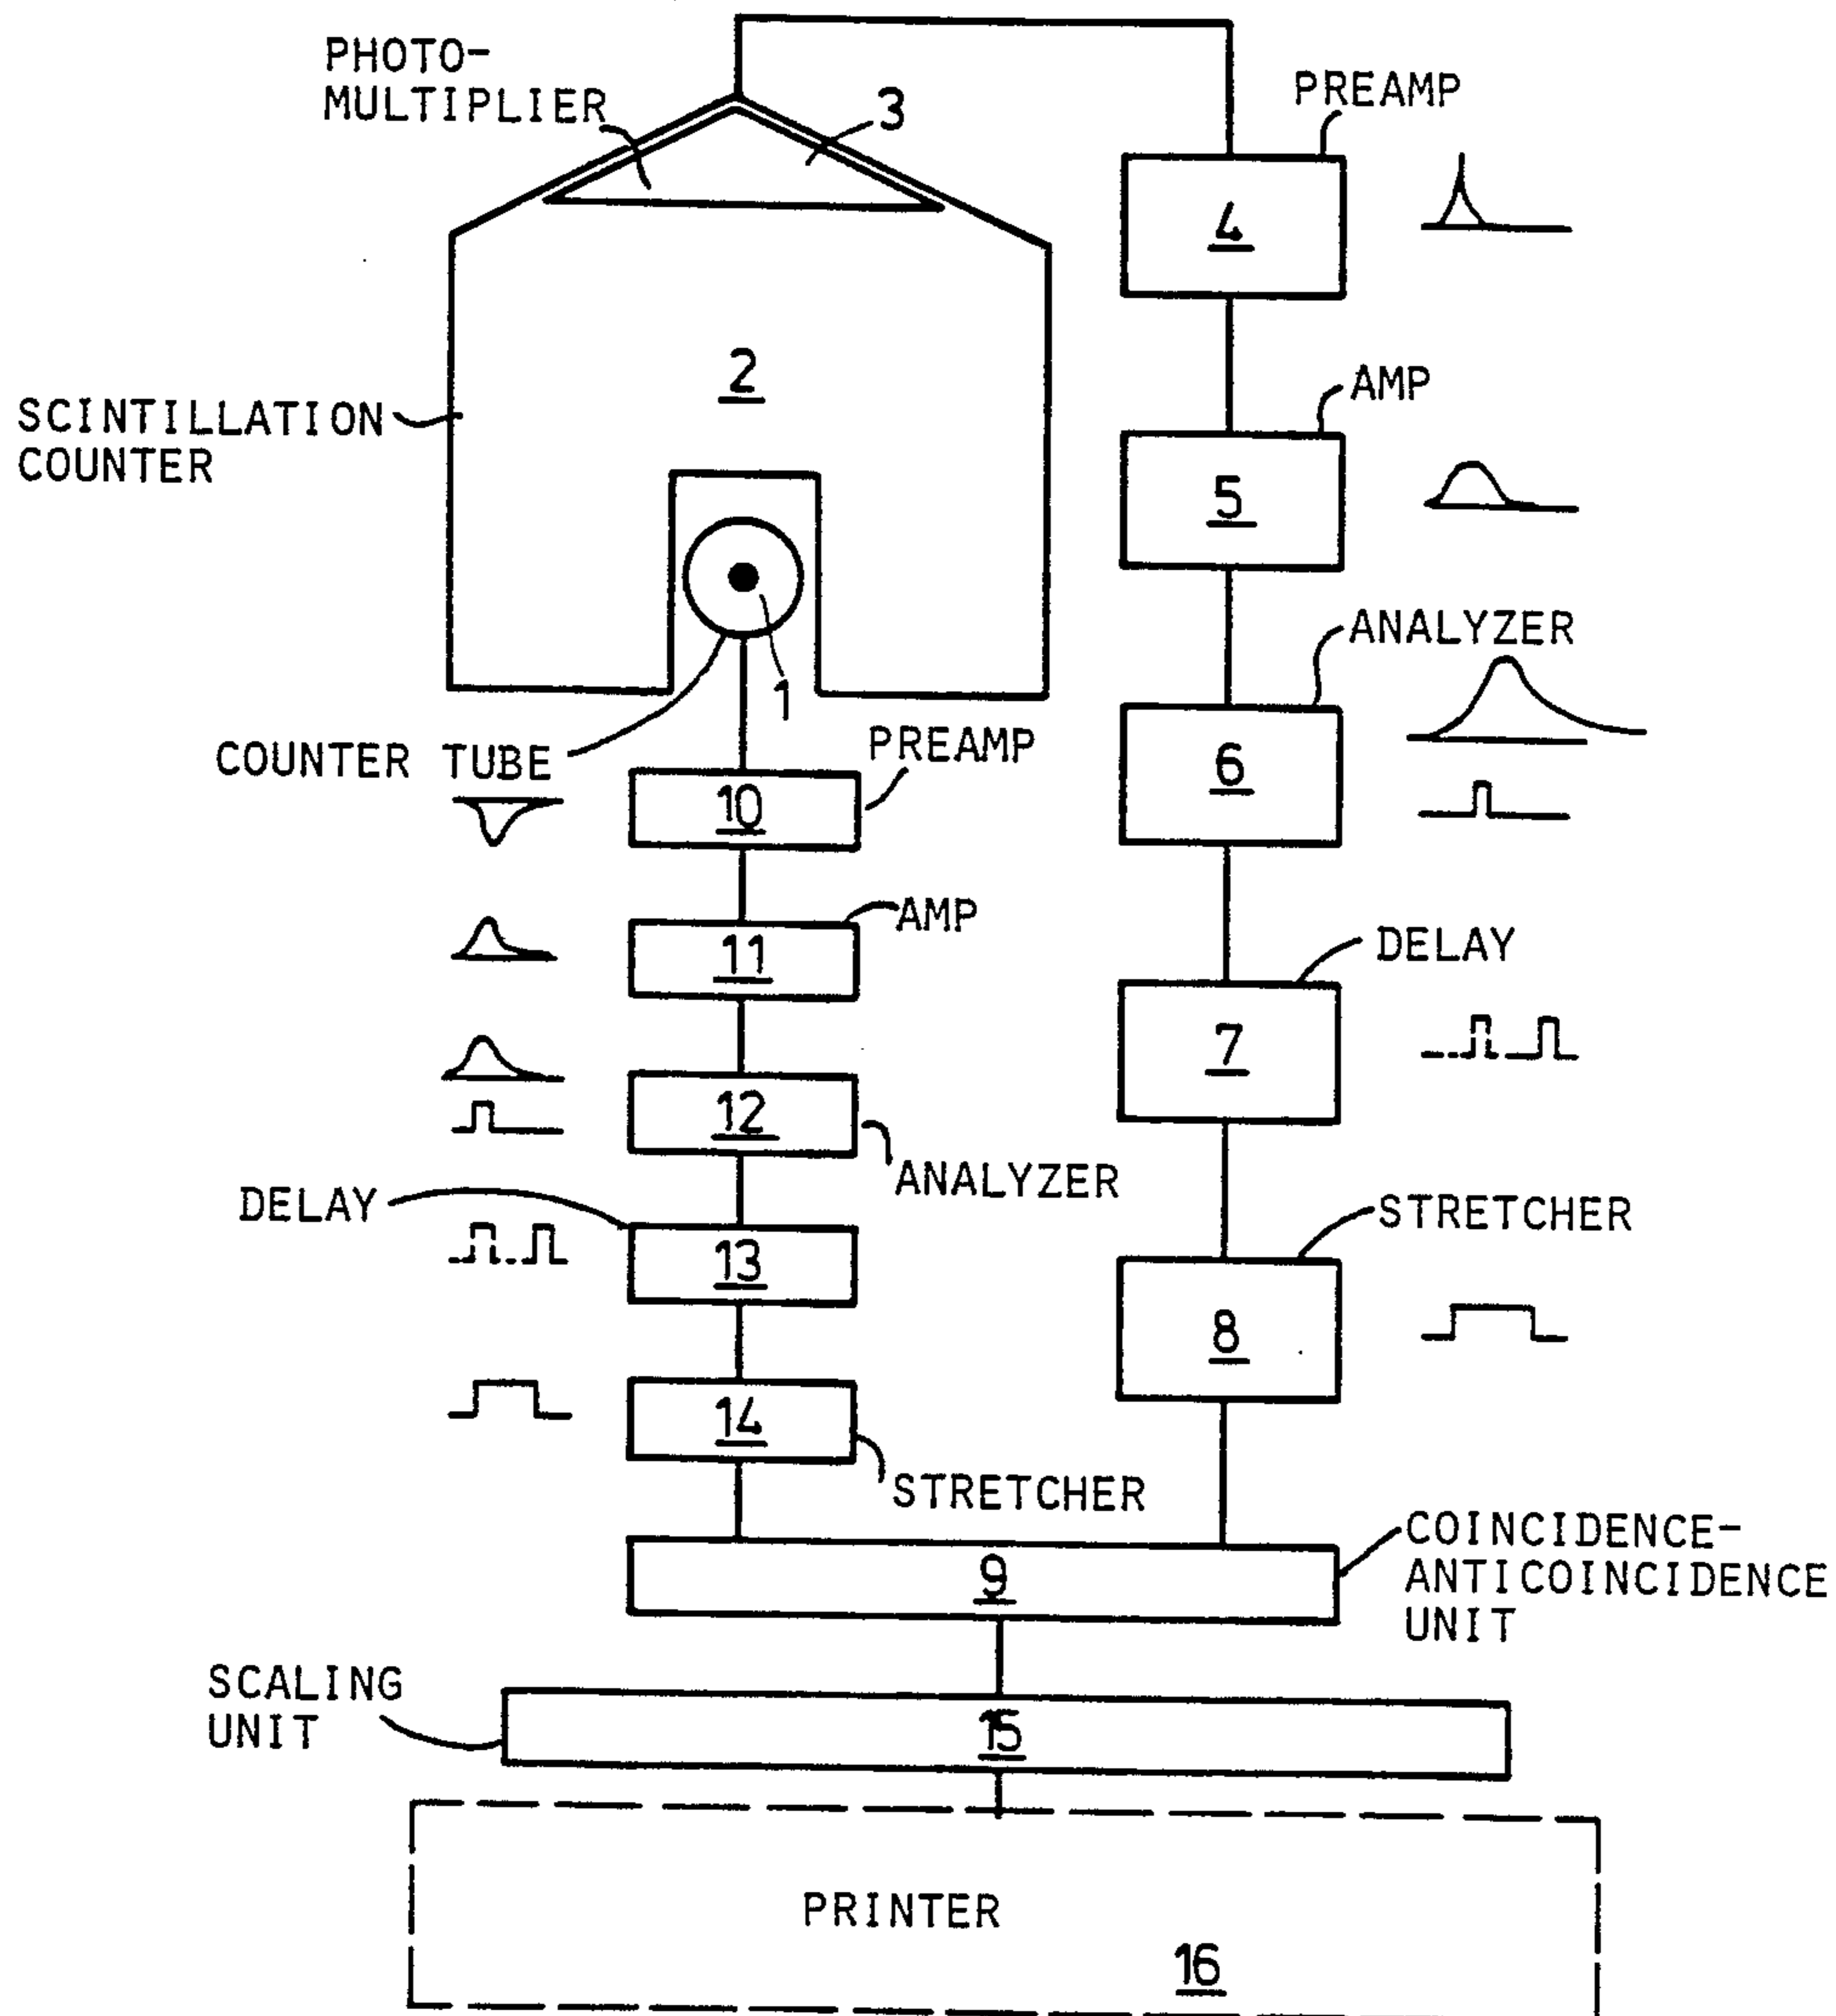 PHOTO-
MULTIPLIER
3
PREAMP
4
2
SCINTILLATION
COUNTER
AMP
5
1
ANALYZER
6
COUNTER TUBE
PREAMP
10
AMP
11
DELAY
7
12
ANALYZER
DELAY
13
STRETCHER
8
14
STRETCHER
COINCIDENCE-
ANTICOINCIDENCE
UNIT
9
SCALING
UNIT
15
PRINTER
16